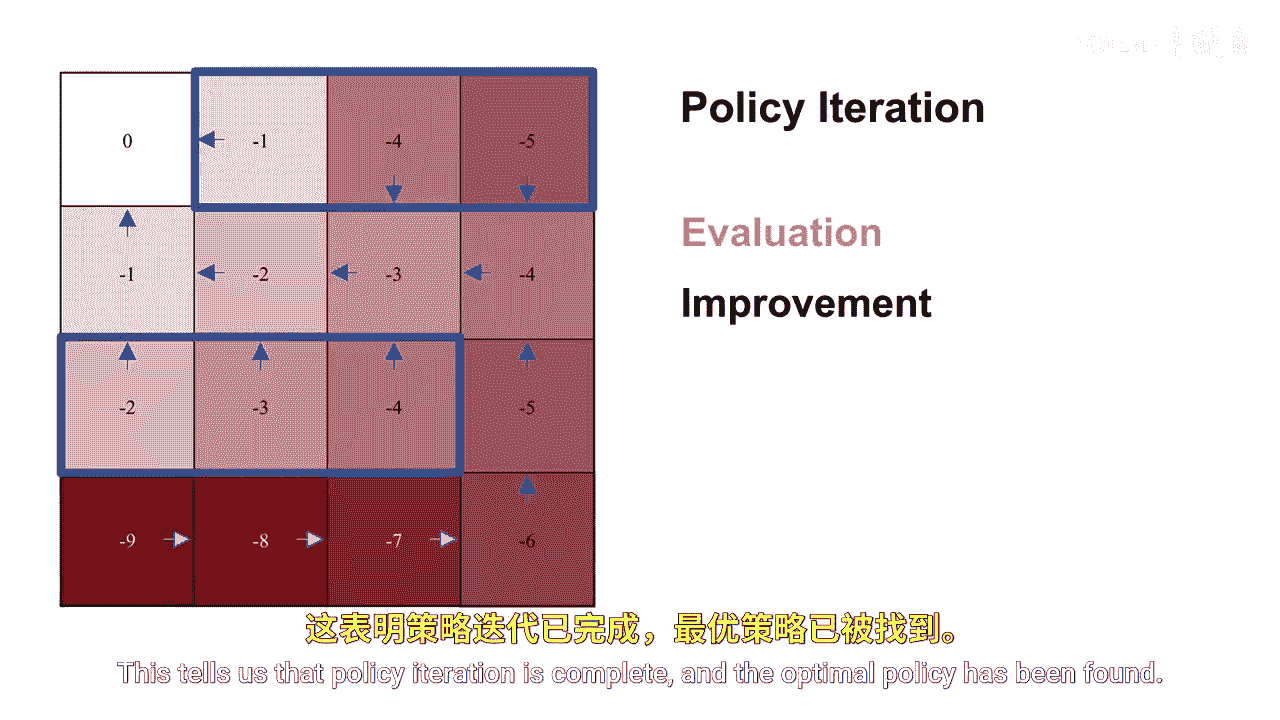 Policy Iteration
0 -1 -4 -5
Evaluation
-1 -2 -3 -4
Improvement
-2 -3 -4 -5
-9 -8 -7 -6
这表明策略迭代已完成，最优策略已被找到。
This tells us that policy iteration is complete, and the optimal policy has been found.